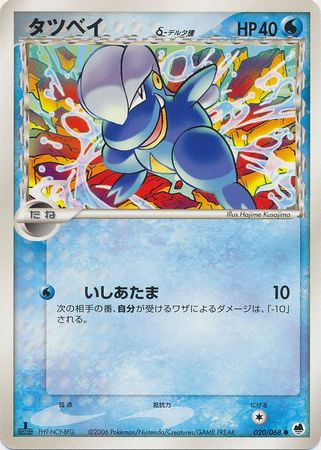 タツベイ δ-デルタ種 HP40
Illus. Hajime Kusajima
たね
いしあたま 10
次の相手の番、自分が受けるワザによるダメージは、「-10」
される。
弱点 抵抗力 にげる
1
©2006 Pokémon/Nintendo/Creatures/GAME FREAK 020/068 ●